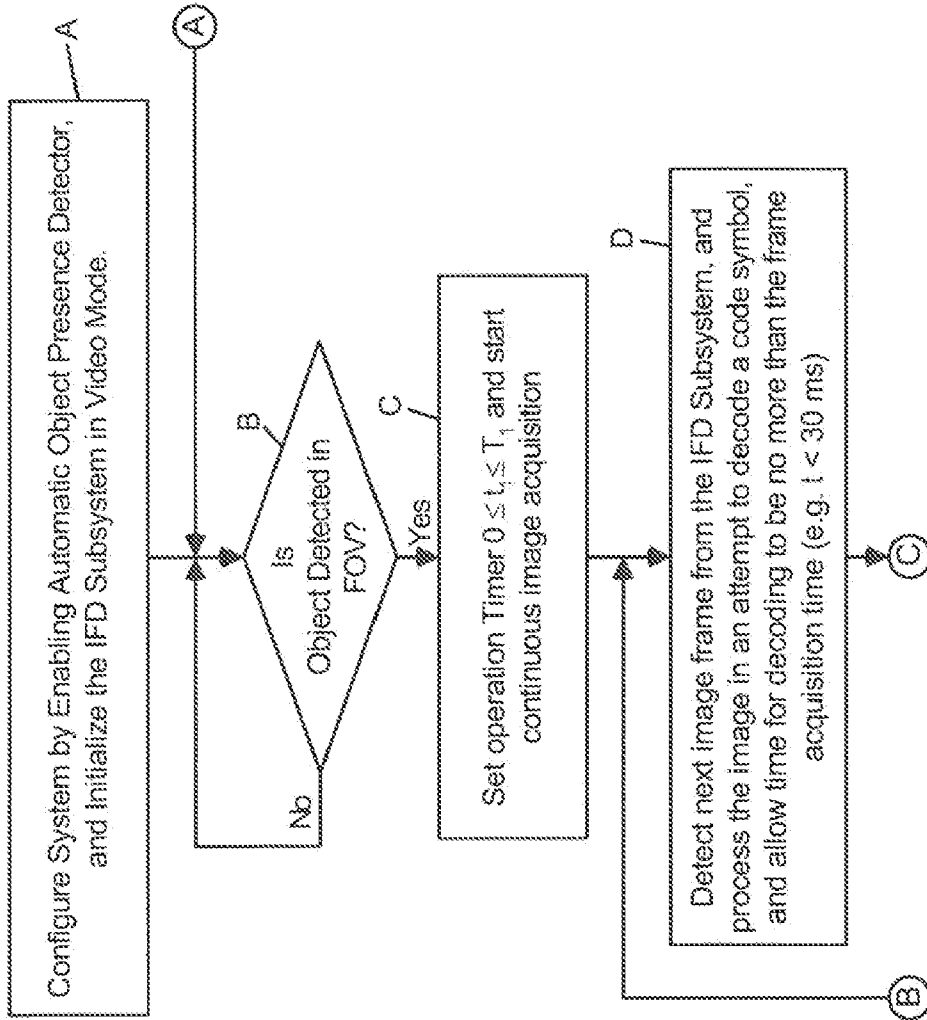 A
Configure System by Enabling Automatic Object Presence Detector,
and Initialize the IFD Subsystem in Video Mode.
A
B
Is
Object Detected in
FOV?
No
Yes
C
Set operation Timer 0 ≤ t₁ ≤ T₁ and start
continuous image acquisition
B
D
Detect next image frame from the IFD Subsystem, and
process the image in an attempt to decode a code symbol,
and allow time for decoding to be no more than the frame
acquisition time (e.g. t < 30 ms)
C